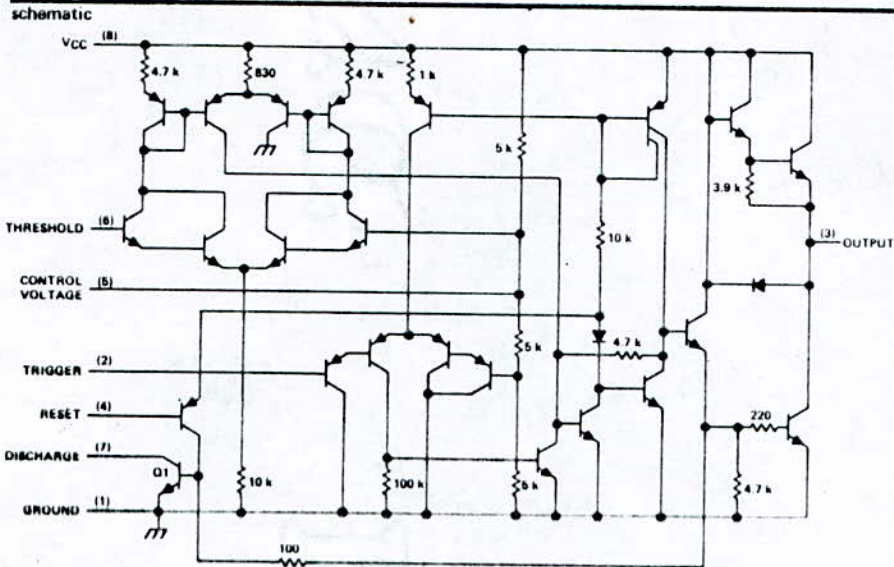 schematic
VCC (8)
4.7 k
830
4.7 k
1 k
5 k
3.9 k
THRESHOLD (6)
10 k
(3) OUTPUT
CONTROL VOLTAGE (5)
5 k
4.7 k
TRIGGER (2)
RESET (4)
220
DISCHARGE (7)
Q1
10 k
100 k
5 k
4.7 k
GROUND (1)
100